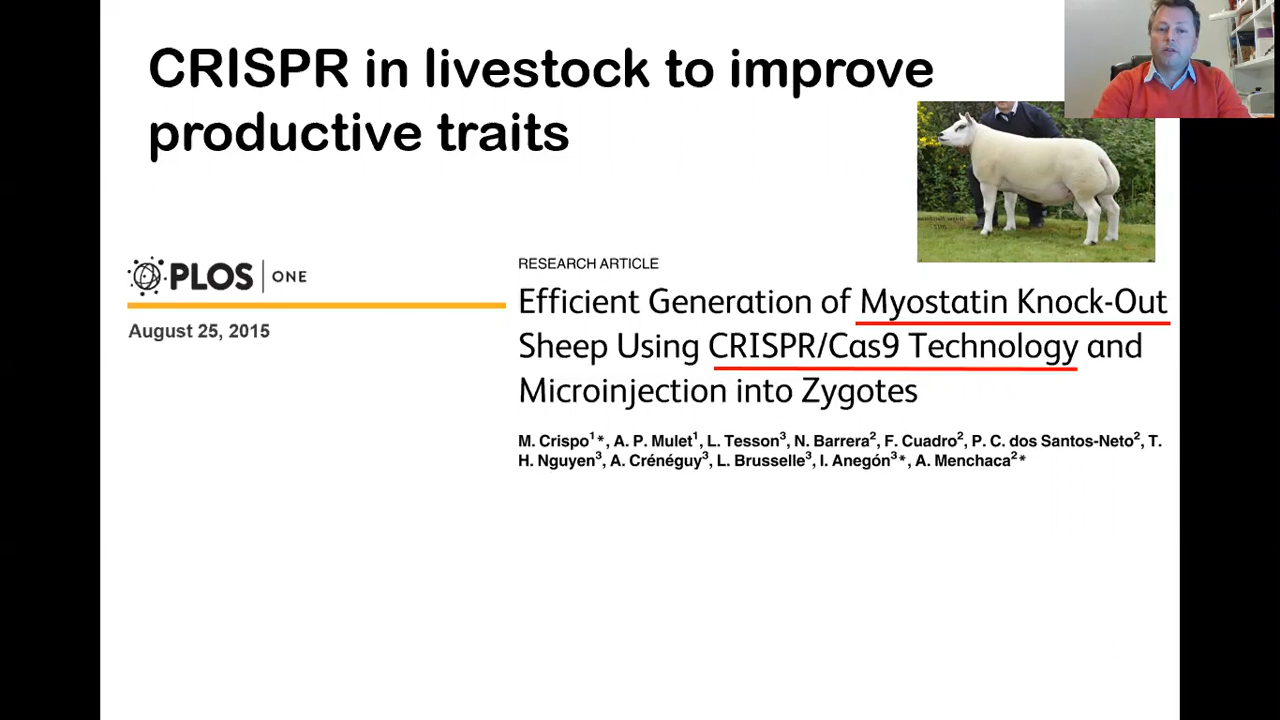 CRISPR in livestock to improve
productive traits
PLOS ONE
August 25, 2015
RESEARCH ARTICLE
Efficient Generation of Myostatin Knock-Out
Sheep Using CRISPR/Cas9 Technology and
Microinjection into Zygotes
M. Crispo1*, A. P. Mulet1, L. Tesson3, N. Barrera2, F. Cuadro2, P. C. dos Santos-Neto2, T.
H. Nguyen3, A. Crénéguy3, L. Brusselle3, I. Anegón3*, A. Menchaca2*